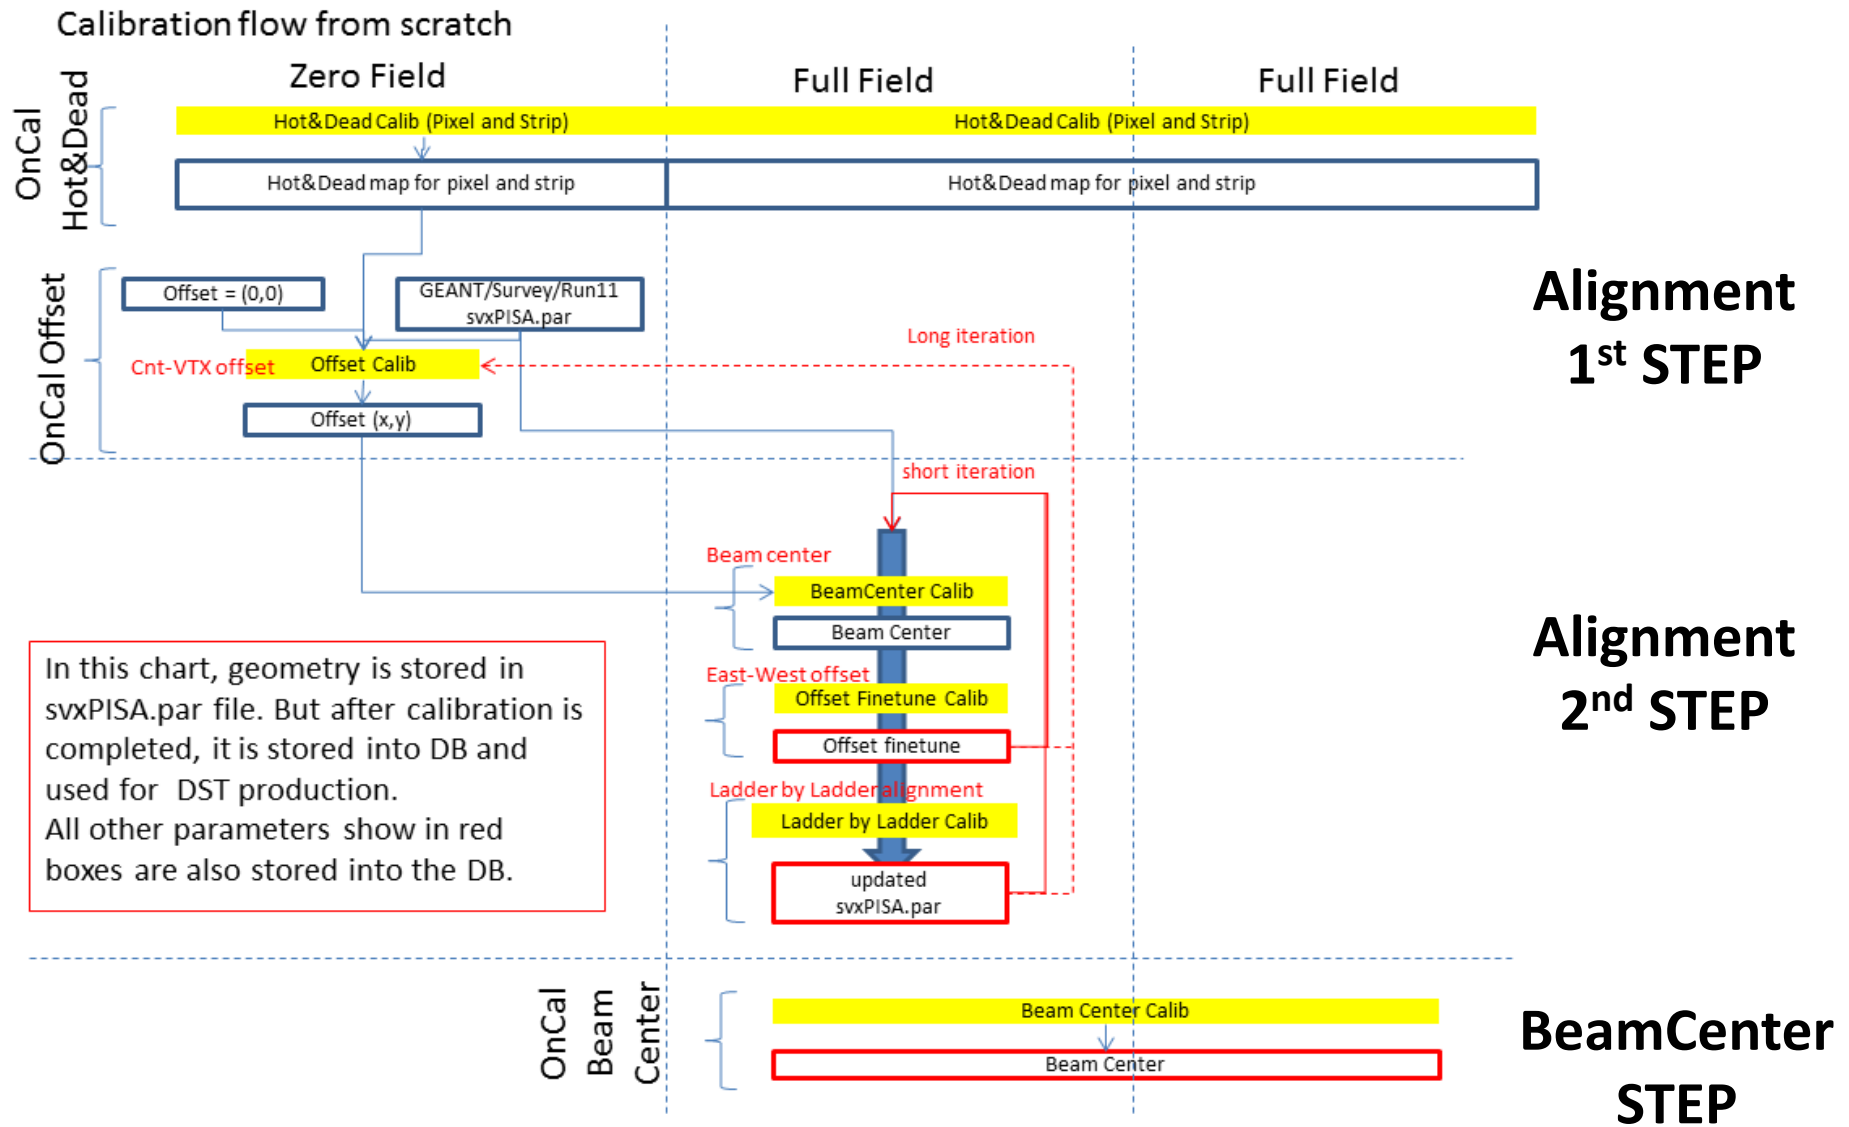 Calibration flow from scratch
Zero Field
Full Field
Full Field
OnCal
Hot&Dead
Hot&Dead Calib (Pixel and Strip)
Hot&Dead Calib (Pixel and Strip)
Hot&Dead map for pixel and strip
Hot&Dead map for pixel and strip
OnCal Offset
Offset = (0,0)
GEANT/Survey/Run11
svxPISA.par
Alignment
1st STEP
Long iteration
Cnt-VTX offset
Offset Calib
Offset (x,y)
short iteration
Beam center
BeamCenter Calib
Beam Center
East-West offset
Offset Finetune Calib
Offset finetune
Ladder by Ladder alignment
Ladder by Ladder Calib
updated
svxPISA.par
Alignment
2nd STEP
In this chart, geometry is stored in
svxPISA.par file. But after calibration is
completed, it is stored into DB and
used for DST production.
All other parameters show in red
boxes are also stored into the DB.
OnCal
Beam
Center
Beam Center Calib
Beam Center
BeamCenter
STEP